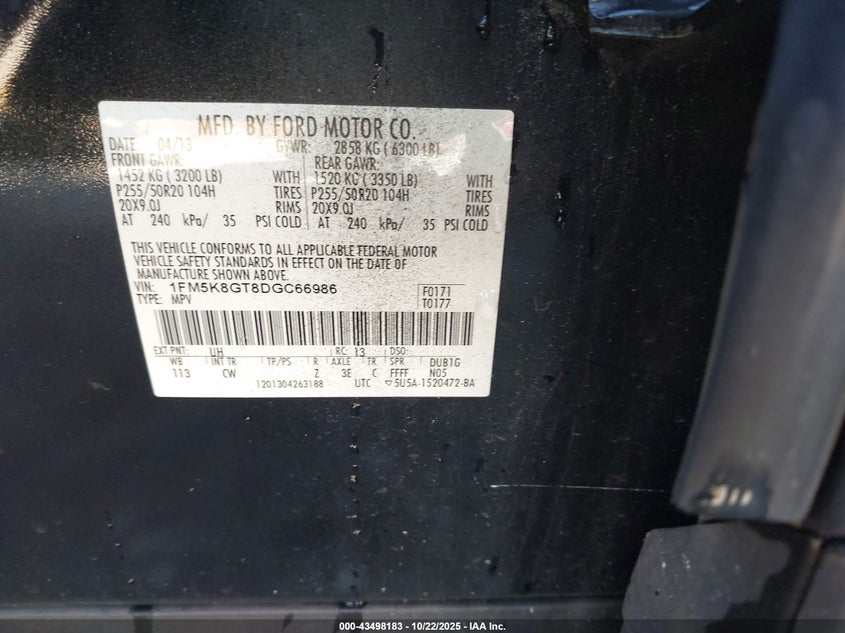 MFD. BY FORD MOTOR CO.
DATE: 04/13 GVWR: 2858 KG ( 6300 LB)
FRONT GAWR: REAR GAWR:
1452 KG ( 3200 LB) WITH 1520 KG ( 3350 LB) WITH
P255/50R20 104H TIRES P255/50R20 104H TIRES
20X9.0J RIMS 20X9.0J RIMS
AT 240 kPa/ 35 PSI COLD AT 240 kPa/ 35 PSI COLD
THIS VEHICLE CONFORMS TO ALL APPLICABLE FEDERAL MOTOR
VEHICLE SAFETY STANDARDS IN EFFECT ON THE DATE OF
MANUFACTURE SHOWN ABOVE.
VIN: 1FM5K8GT8DGC66986 F0171
TYPE: MPV T0177
EXT PNT: UH RC: 13 DSO:
WB INT TR TP/PS R AXLE TR SPR DUB1G
113 CW Z 3E C FFFF N05
1201304263188 UTC 5U5A-1520472-BA
000-43498183 - 10/22/2025 - IAA Inc.